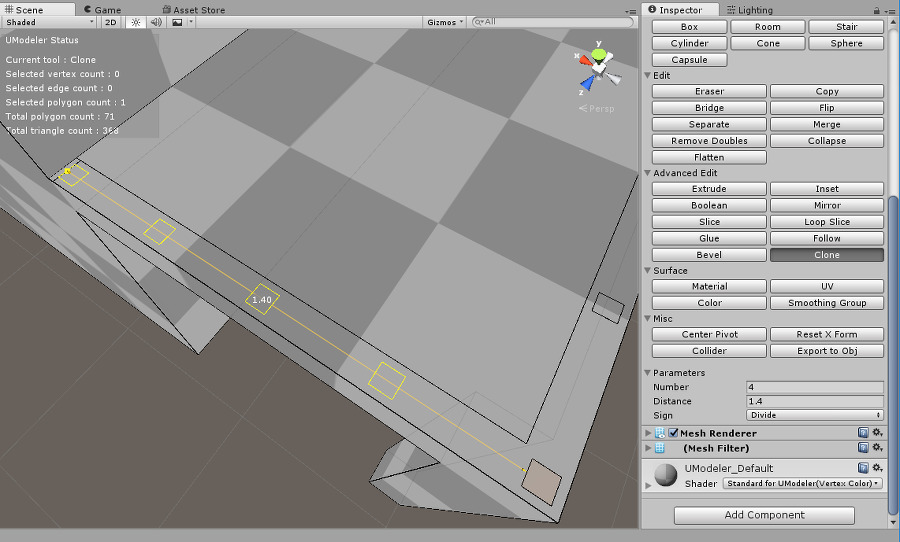 Scene Game Asset Store
Shaded 2D Gizmos All
UModeler Status
Current tool : Clone
Selected vertex count : 0
Selected edge count : 0
Selected polygon count : 1
Total polygon count : 71
Total triangle count : 368
y
x
z
Persp
1.40
Inspector Lighting
Box Room Stair
Cylinder Cone Sphere
Capsule
Edit
Eraser Copy
Bridge Flip
Separate Merge
Remove Doubles Collapse
Flatten
Advanced Edit
Extrude Inset
Boolean Mirror
Slice Loop Slice
Glue Follow
Bevel Clone
Surface
Material UV
Color Smoothing Group
Misc
Center Pivot Reset X Form
Collider Export to Obj
Parameters
Number 4
Distance 1.4
Sign Divide
Mesh Renderer
(Mesh Filter)
UModeler_Default
Shader Standard for UModeler(Vertex Color)
Add Component